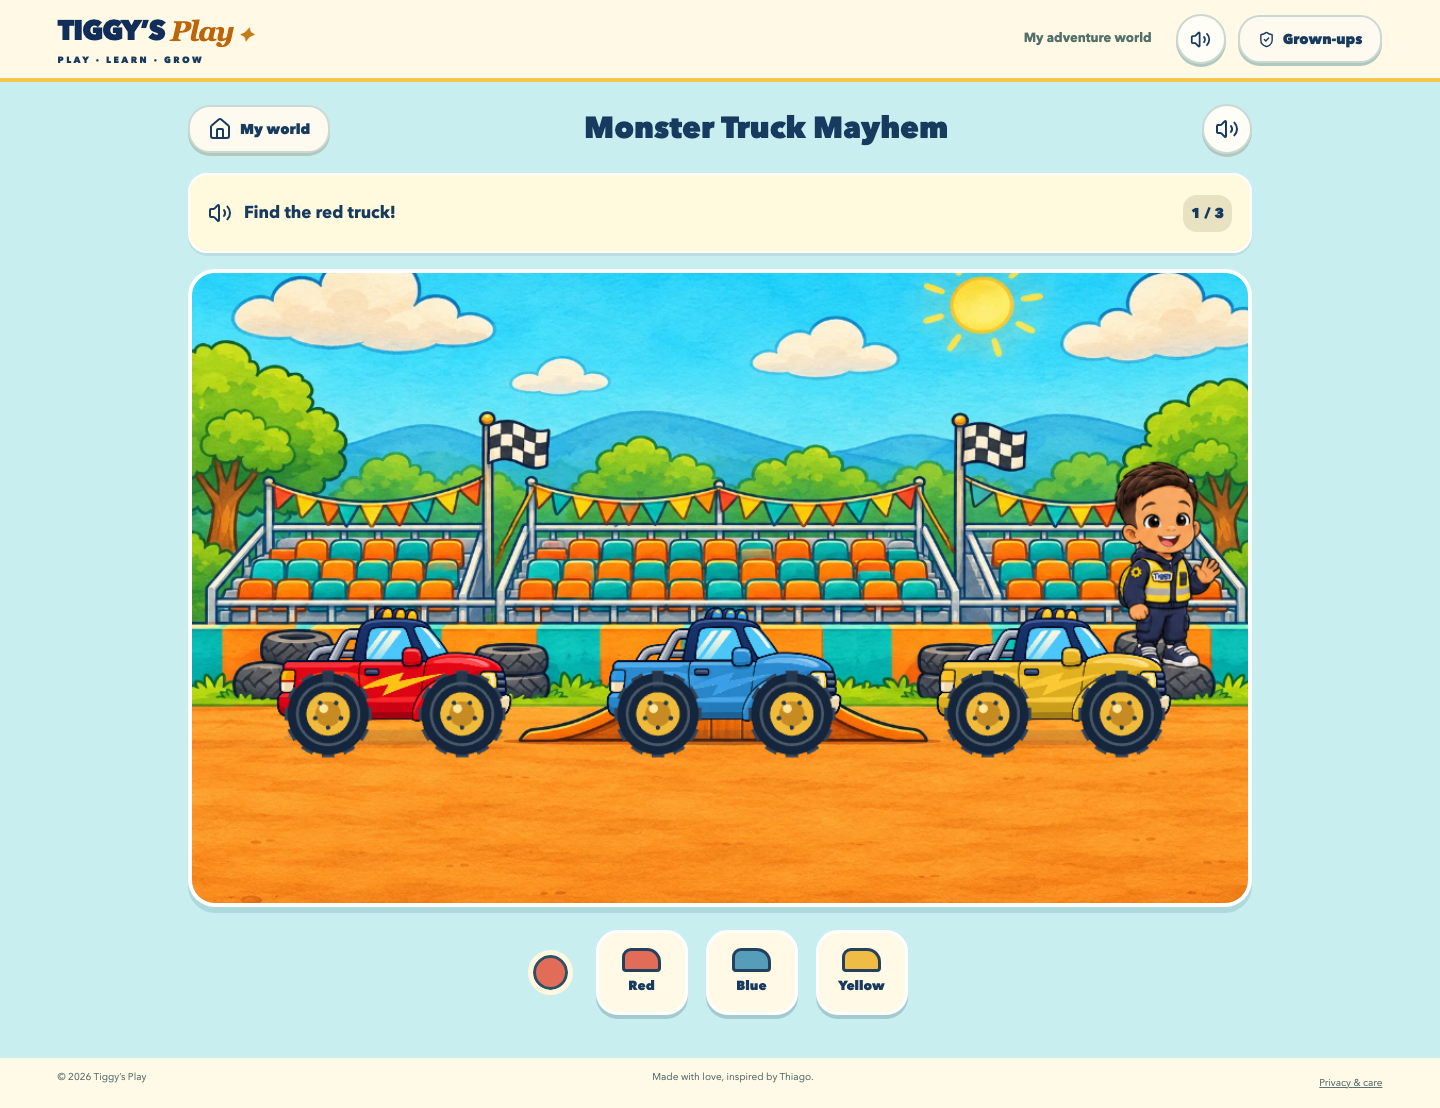 TIGGY'S Play
PLAY • LEARN • GROW
My adventure world
Grown-ups
My world
Monster Truck Mayhem
Find the red truck!
1 / 3
Tiggy
Red
Blue
Yellow
© 2026 Tiggy's Play
Made with love, inspired by Thiago.
Privacy & care